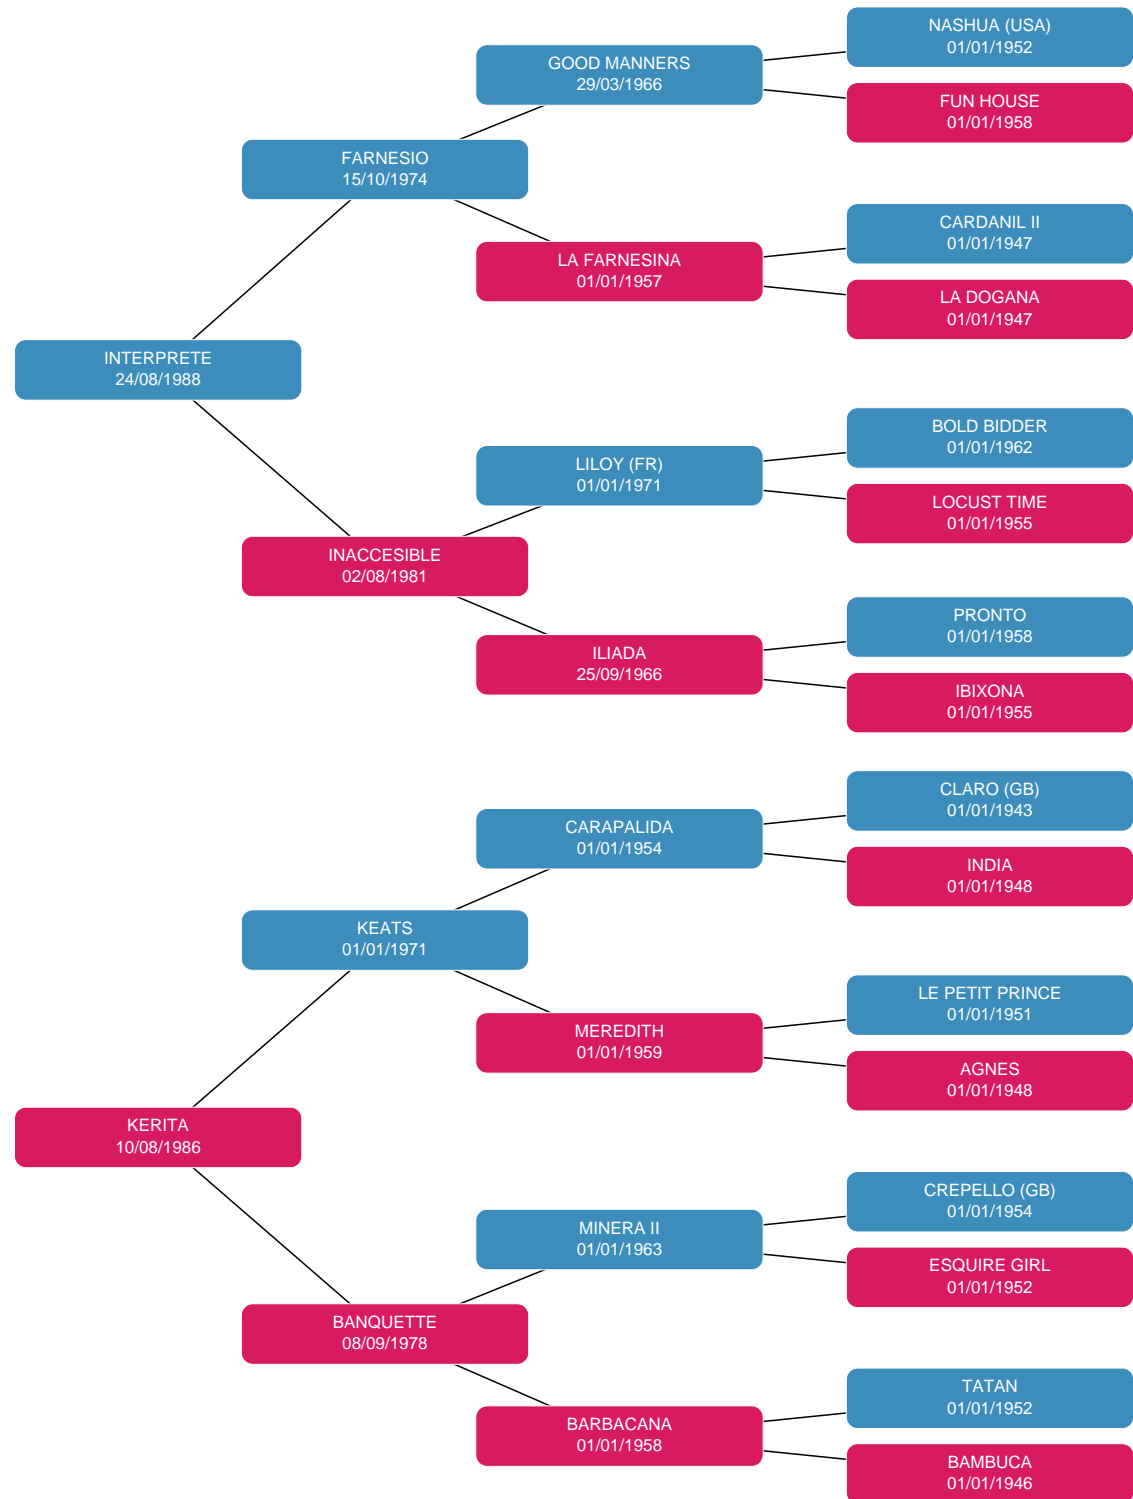 NASHUA (USA)
01/01/1952
GOOD MANNERS
29/03/1966
FUN HOUSE
01/01/1958
FARNESIO
15/10/1974
CARDANIL II
01/01/1947
LA FARNESINA
01/01/1957
LA DOGANA
01/01/1947
INTERPRETE
24/08/1988
BOLD BIDDER
01/01/1962
LILOY (FR)
01/01/1971
LOCUST TIME
01/01/1955
INACCESIBLE
02/08/1981
PRONTO
01/01/1958
ILIADA
25/09/1966
IBIXONA
01/01/1955
CLARO (GB)
01/01/1943
CARAPALIDA
01/01/1954
INDIA
01/01/1948
KEATS
01/01/1971
LE PETIT PRINCE
01/01/1951
MEREDITH
01/01/1959
AGNES
01/01/1948
KERITA
10/08/1986
CREPELLO (GB)
01/01/1954
MINERA II
01/01/1963
ESQUIRE GIRL
01/01/1952
BANQUETTE
08/09/1978
TATAN
01/01/1952
BARBACANA
01/01/1958
BAMBUCA
01/01/1946